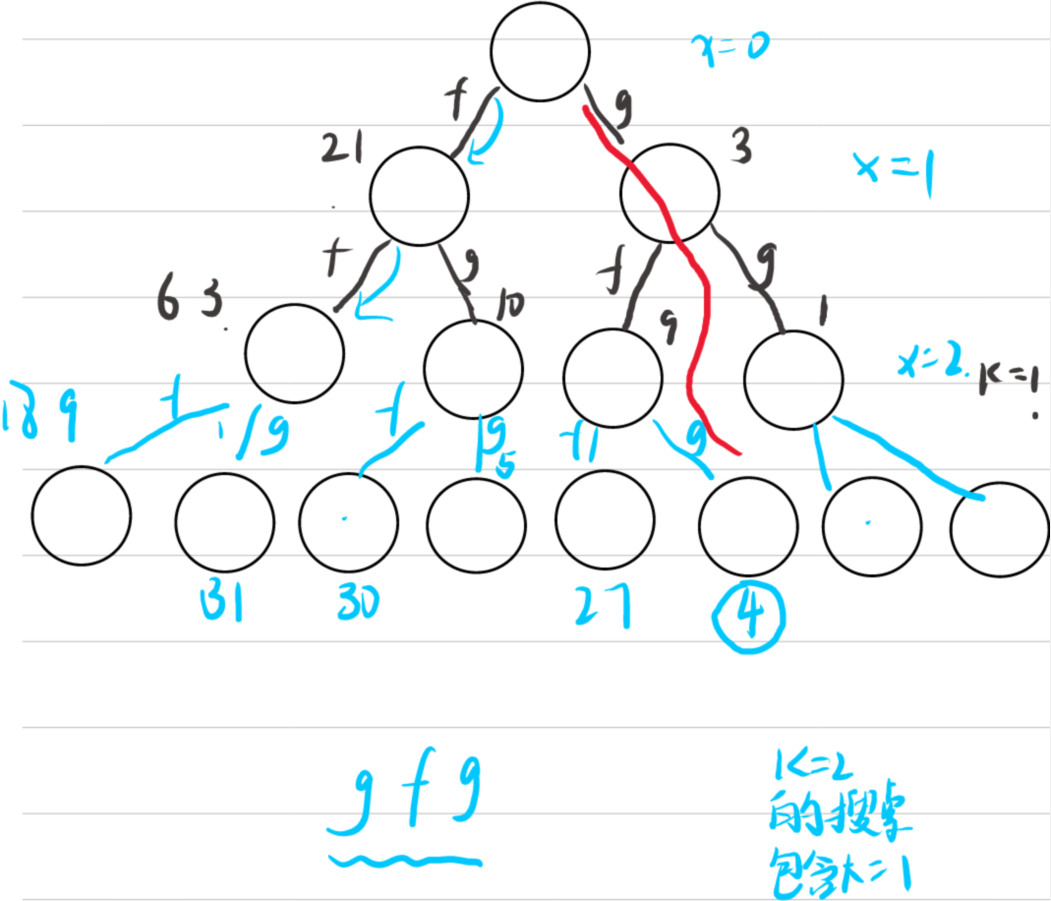 x=0
f g
21 3
x=1
f g f g
63 10 9 1
x=2. k=1
189 f g f g f g
5
31 30 27 4
g f g
K=2
的搜索
包含k=1